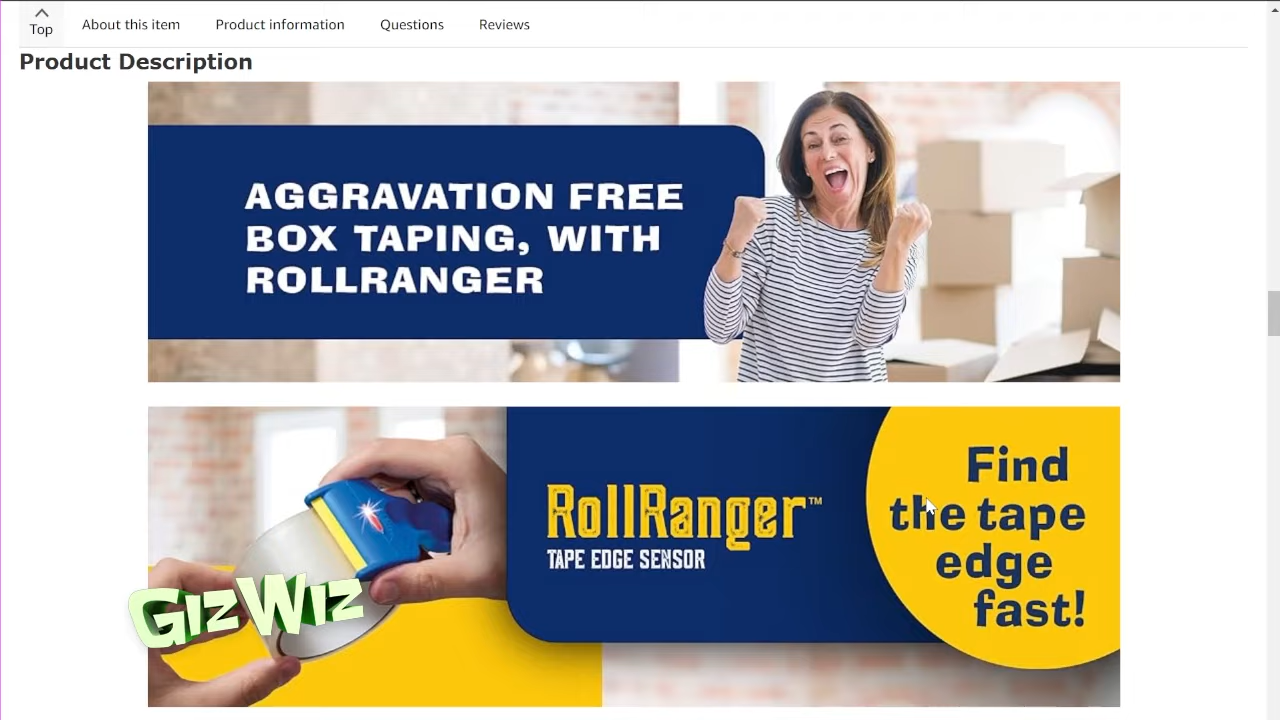 Top
About this item
Product information
Questions
Reviews
Product Description
AGGRAVATION FREE
BOX TAPING, WITH
ROLLRANGER
RollRanger™
TAPE EDGE SENSOR
Find
the tape
edge
fast!
GIZWIZ